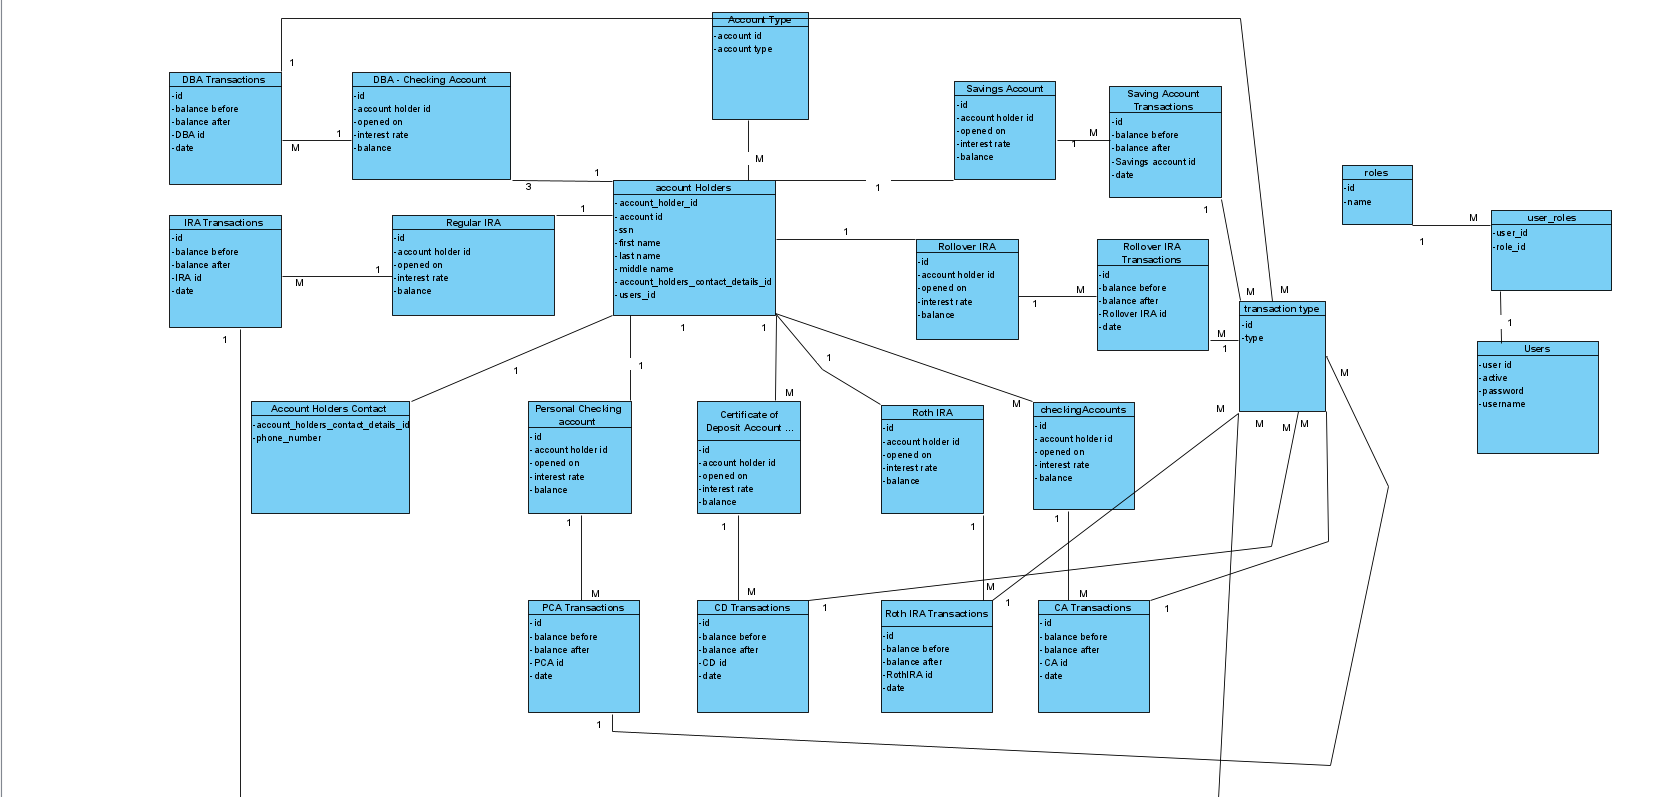 Account Type
-account id
-account type
1
DBA Transactions
-id
-balance before
-balance after
-DBA id
-date
M
1
DBA - Checking Account
-id
-account holder id
-opened on
-interest rate
-balance
3
1
M
Savings Account
-id
-account holder id
-opened on
-interest rate
-balance
1
1
M
Saving Account
Transactions
-id
-balance before
-balance after
-Savings account id
-date
1
roles
-id
-name
1
M
user_roles
-user_id
-role_id
1
Users
-user id
-active
-password
-username
account Holders
-account_holder_id
-account id
-ssn
-first name
-last name
-middle name
-account_holders_contact_details_id
-users_id
IRA Transactions
-id
-balance before
-balance after
-IRA id
-date
M
1
1
Regular IRA
-id
-account holder id
-opened on
-interest rate
-balance
1
1
Rollover IRA
-id
-account holder id
-opened on
-interest rate
-balance
1
M
Rollover IRA
Transactions
-id
-balance before
-balance after
-Rollover IRA id
-date
M
1
M
M
transaction type
-id
-type
M
M
M
M
M
1
1
1
1
1
M
M
Account Holders Contact
-account_holders_contact_details_id
-phone_number
Personal Checking
account
-id
-account holder id
-opened on
-interest rate
-balance
1
Certificate of
Deposit Account ...
-id
-account holder id
-opened on
-interest rate
-balance
1
Roth IRA
-id
-account holder id
-opened on
-interest rate
-balance
1
checkingAccounts
-id
-account holder id
-opened on
-interest rate
-balance
1
M
PCA Transactions
-id
-balance before
-balance after
-PCA id
-date
1
M
CD Transactions
-id
-balance before
-balance after
-CD id
-date
1
M
Roth IRA Transactions
-id
-balance before
-balance after
-RothIRA id
-date
1
M
CA Transactions
-id
-balance before
-balance after
-CA id
-date
1